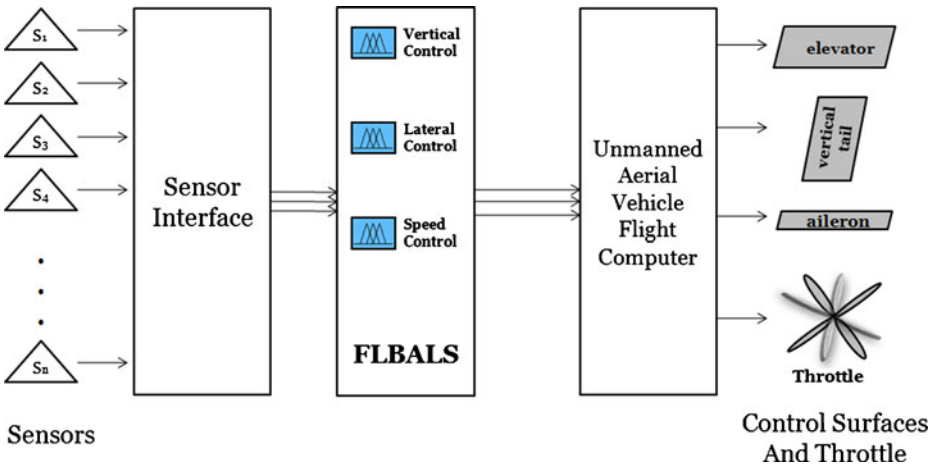 S1
S2
S3
S4
Sn
Sensors
Sensor
Interface
Vertical
Control
Lateral
Control
Speed
Control
FLBALS
Unmanned
Aerial
Vehicle
Flight
Computer
elevator
vertical
tail
aileron
Throttle
Control Surfaces
And Throttle